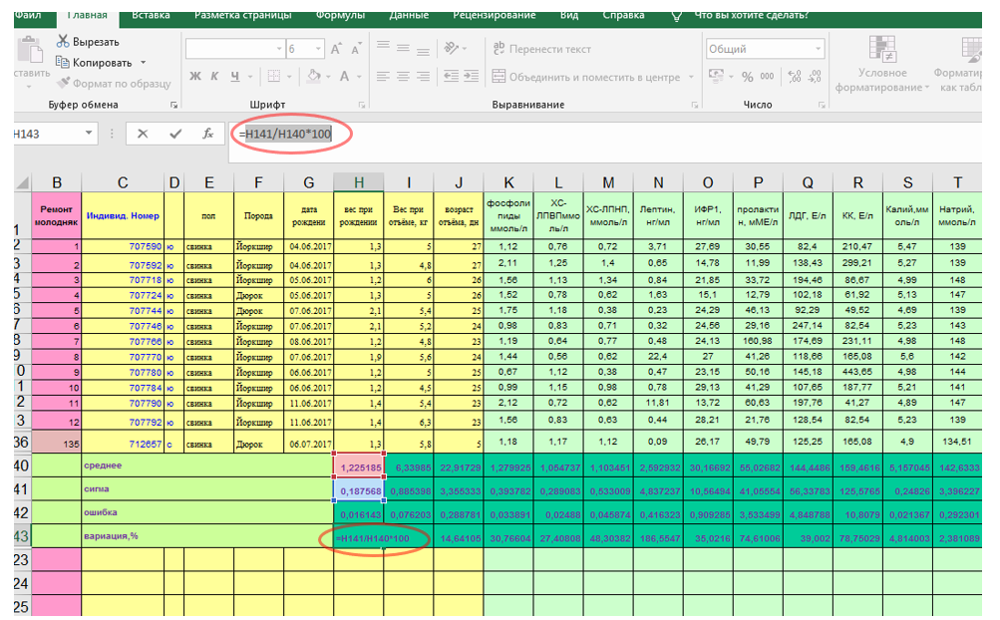 Файл Главная Вставка Разметка страницы Формулы Данные Рецензирование Вид Справка Что вы хотите сделать?
Вырезать
Копировать
ставить
Формат по образцу
Буфер обмена
6
Ж К Ч
Шрифт
Перенести текст
Объединить и поместить в центре
Выравнивание
Общий
% 000
Число
Условное
форматирование
Формати
как табл
H143
fx
=H141/H140*100
B C D E F G H I J K L M N O P Q R S T
1 Ремонт молодняк Индивид. Номер пол Порода дата рождени вес при рождении Вес при отъёме, кг возраст отъёма, дн фосфоли пиды ммоль/л ХС-ЛПВПммо ль/л ХС-ЛПНП, ммоль/л Лептин, нг/мл ИФР1, нг/мл пролакти н, мМЕ/л ЛДГ, Е/л КК, Е/л Калий,мм оль/л Натрий, ммоль/л
2 1 707590 ю свинка Йоркшир 04.06.2017 1,3 5 27 1,12 0,76 0,72 3,71 27,69 30,55 82,4 210,47 5,47 139
3 2 707592 ю свинка Йоркшир 04.06.2017 1,3 4,8 27 2,11 1,25 1,4 0,65 14,78 11,99 138,43 299,21 5,27 139
4 3 707718 ю свинка Йоркшир 05.06.2017 1,2 6 26 1,56 1,13 1,34 0,84 21,85 33,72 194,46 86,67 4,99 148
5 4 707724 ю свинка Дюрок 05.06.2017 1,3 5 26 1,52 0,78 0,62 1,63 15,1 12,79 102,18 61,92 5,13 147
6 5 707744 ю свинка Дюрок 07.06.2017 2,1 5,4 25 1,75 1,18 0,38 0,23 24,29 46,13 92,29 49,52 4,69 139
7 6 707746 ю свинка Йоркшир 07.06.2017 2,1 5,2 24 0,98 0,83 0,71 0,32 24,56 29,16 247,14 82,54 5,23 143
8 7 707766 ю свинка Йоркшир 08.06.2017 1,2 4,8 23 1,19 0,64 0,77 0,48 24,13 160,98 174,69 231,11 4,98 148
9 8 707770 ю свинка Йоркшир 07.06.2017 1,9 5,6 24 1,44 0,56 0,62 22,4 27 41,26 118,66 165,08 5,6 142
0 9 707780 ю свинка Йоркшир 06.06.2017 1,2 5 25 0,67 1,12 0,38 0,47 23,15 50,16 145,18 443,65 4,98 144
1 10 707784 ю свинка Йоркшир 06.06.2017 1,2 4,5 25 0,99 1,15 0,98 0,78 29,13 41,29 107,65 187,77 5,21 141
2 11 707790 ю свинка Йоркшир 11.06.2017 1,4 5,4 23 2,12 0,72 0,62 11,81 13,72 60,63 197,76 41,27 4,89 147
3 12 707792 ю свинка Йоркшир 11.06.2017 1,4 6,3 23 1,56 0,83 0,63 0,44 28,21 21,76 128,54 82,54 5,23 139
36 135 712657 с свинка Дюрок 06.07.2017 1,3 5,8 5 1,18 1,17 1,12 0,09 26,17 49,79 125,25 165,08 4,9 134,51
40 среднее 1,225185 6,33985 22,91729 1,279925 1,054737 1,103451 2,592932 30,16692 55,02682 144,4486 159,4616 5,157045 142,6333
41 сигма 0,187568 0,885398 3,355333 0,393782 0,289083 0,533009 4,837237 10,56494 41,05554 56,33783 125,5765 0,24826 3,396227
42 ошибка 0,016143 0,076203 0,288781 0,033891 0,02488 0,045874 0,416323 0,909285 3,533499 4,848788 10,8079 0,021367 0,292301
43 вариация,% =H141/H140*100 14,64105 30,76604 27,40808 48,30382 186,5547 35,0216 74,61006 39,002 78,75029 4,814003 2,381089
23
24
25